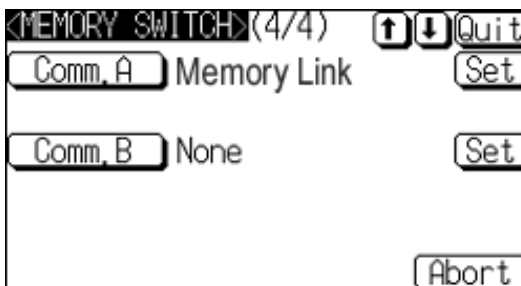 <MEMORY SWITCH>(4/4) ↑ ↓ Quit
Comm.A Memory Link Set
Comm.B None Set
Abort